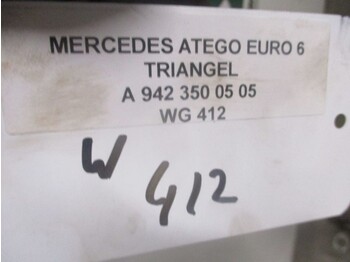 MERCEDES ATEGO EURO 6
TRIANGEL
A 942 350 05 05
WG 412
W
412